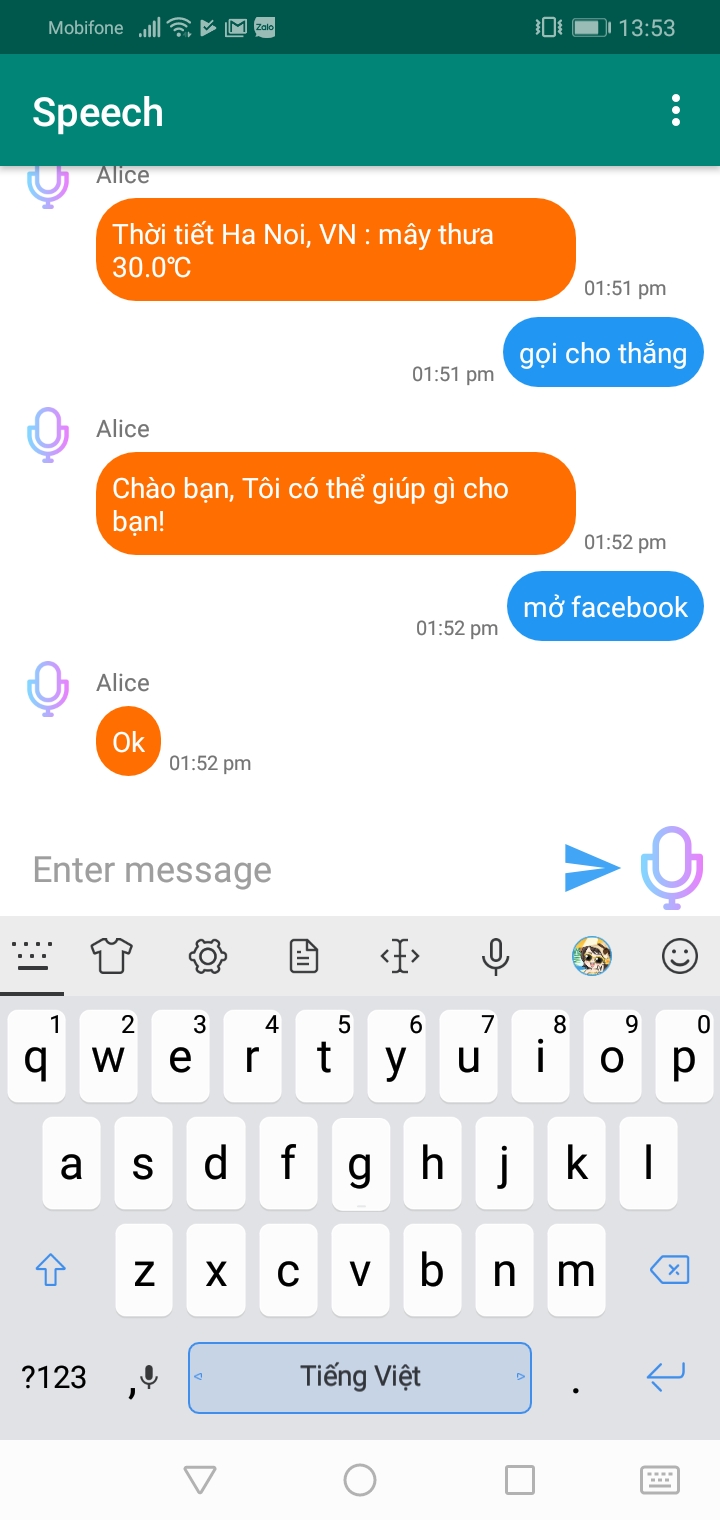 Mobifone
Zalo
13:53
Speech
Alice
Thời tiết Ha Noi, VN : mây thưa
30.0℃
01:51 pm
gọi cho thắng
01:51 pm
Alice
Chào bạn, Tôi có thể giúp gì cho
bạn!
01:52 pm
mở facebook
01:52 pm
Alice
Ok
01:52 pm
Enter message
1 2 3 4 5 6 7 8 9 0
q w e r t y u i o p
a s d f g h j k l
z x c v b n m
?123 , Tiếng Việt .